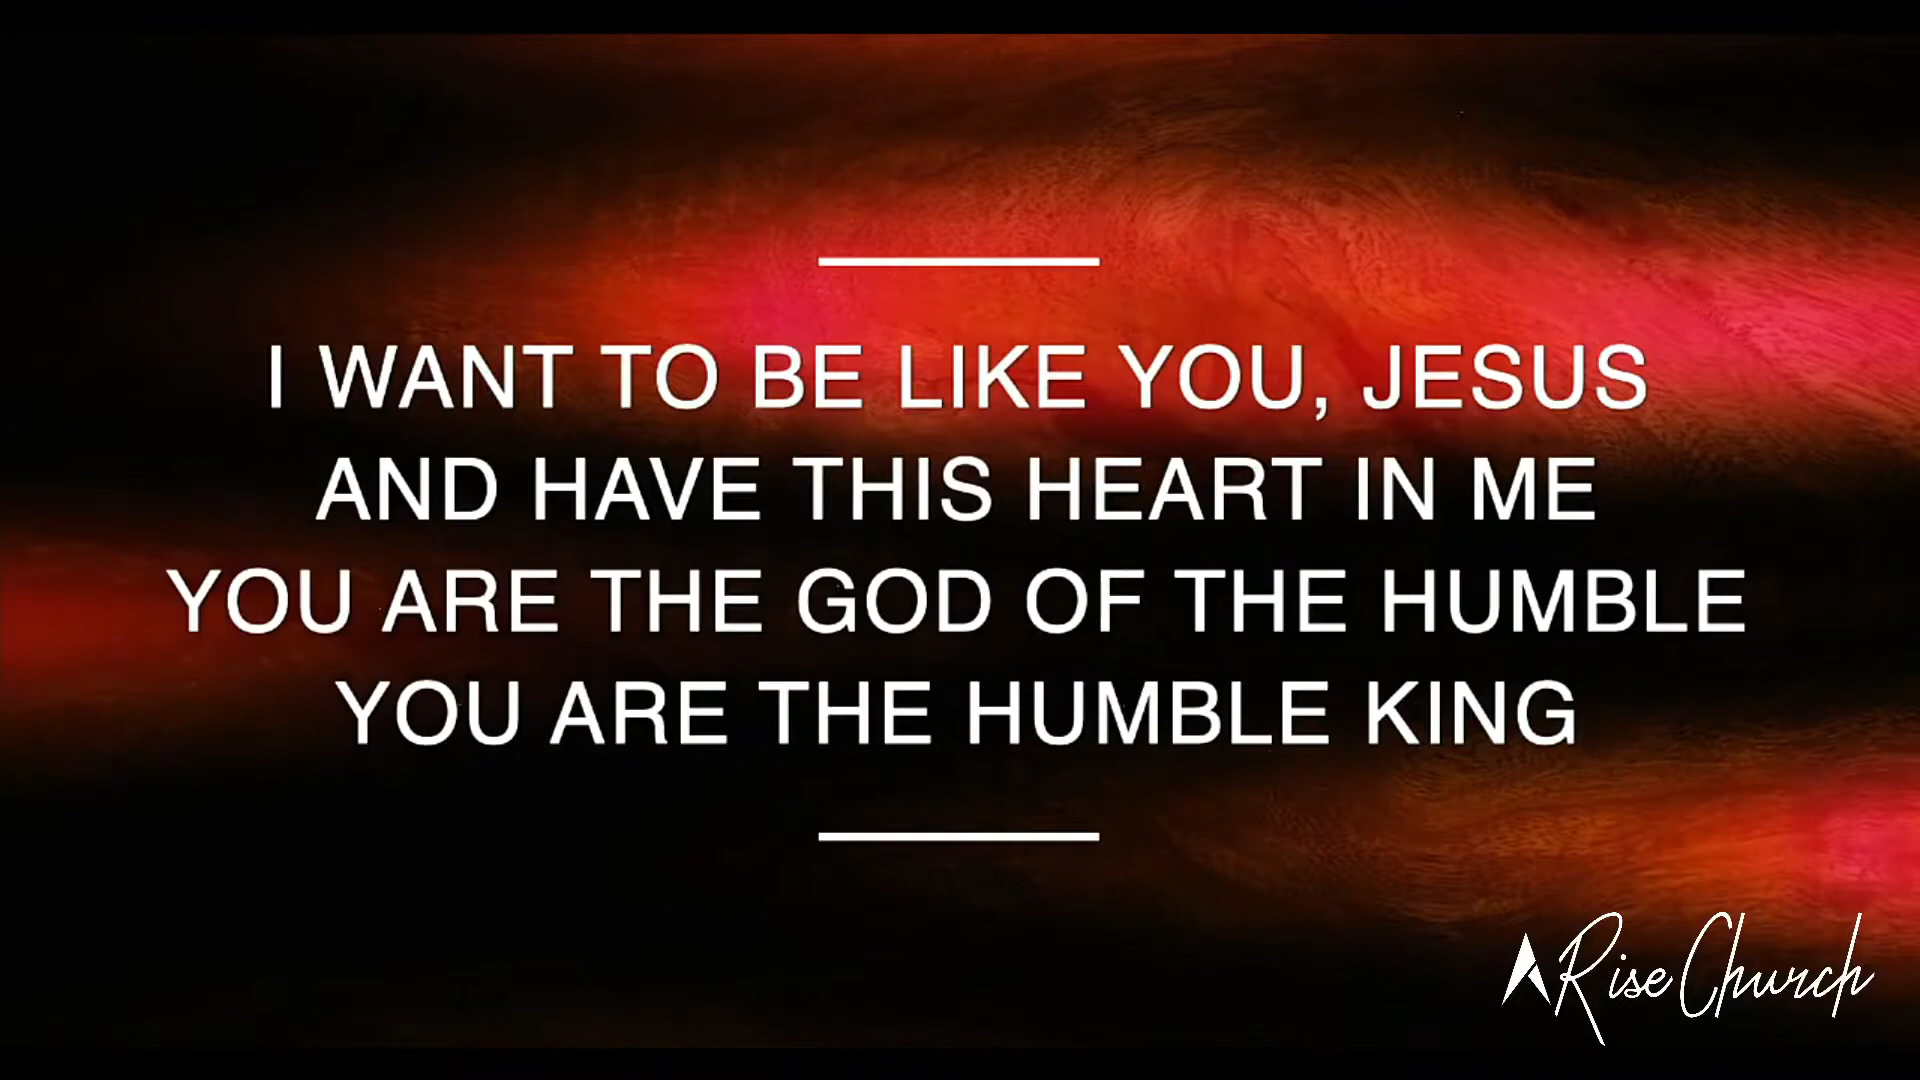 I WANT TO BE LIKE YOU, JESUS
AND HAVE THIS HEART IN ME
YOU ARE THE GOD OF THE HUMBLE
YOU ARE THE HUMBLE KING
Rise Church